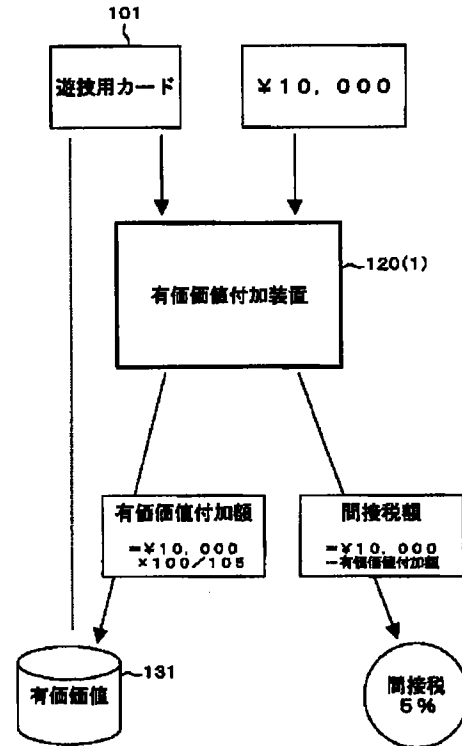 101
遊技用カード
¥10,000
120(1)
有価価値付加装置
有価価値付加額
=¥10,000
×100/105
間接税額
=¥10,000
−有価価値付加額
131
有価価値
間接税
5%